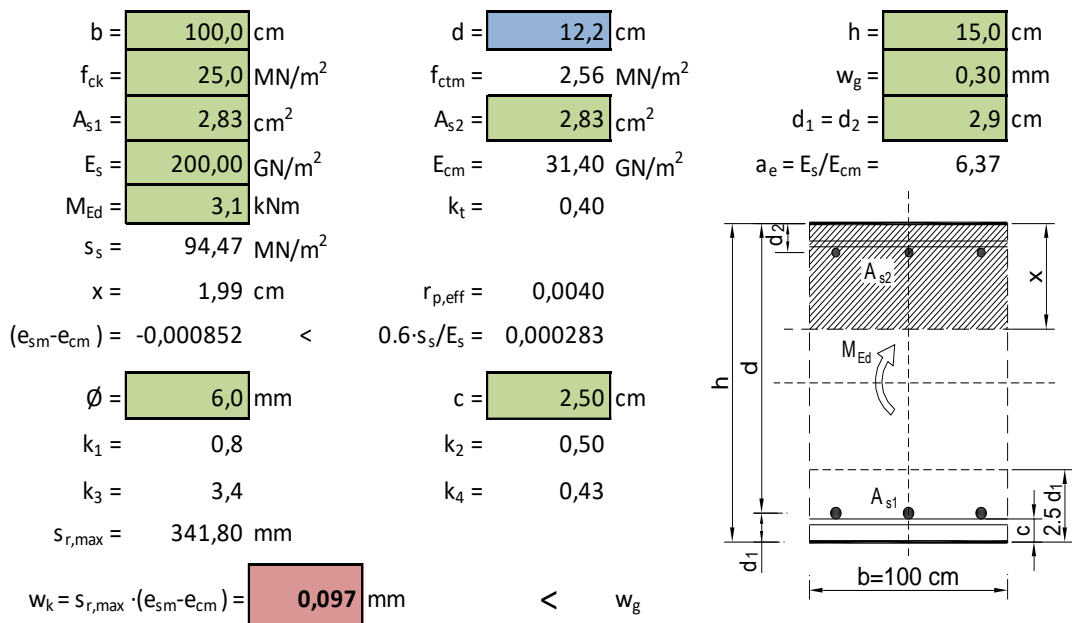 b = 100,0 cm d = 12,2 cm h = 15,0 cm
fck = 25,0 MN/m² fctm = 2,56 MN/m² wg = 0,30 mm
As1 = 2,83 cm² As2 = 2,83 cm² d1 = d2 = 2,9 cm
Es = 200,00 GN/m² Ecm = 31,40 GN/m² ae = Es/Ecm = 6,37
MEd = 3,1 kNm kt = 0,40
ss = 94,47 MN/m²
x = 1,99 cm rp,eff = 0,0040
(esm-ecm) = -0,000852 < 0.6·ss/Es = 0,000283
Ø = 6,0 mm c = 2,50 cm
k1 = 0,8 k2 = 0,50
k3 = 3,4 k4 = 0,43
sr,max = 341,80 mm
wk = sr,max ·(esm-ecm) = 0,097 mm < wg
d2
As2
x
MEd
h
d
As1
2.5 d1
c
d1
b=100 cm